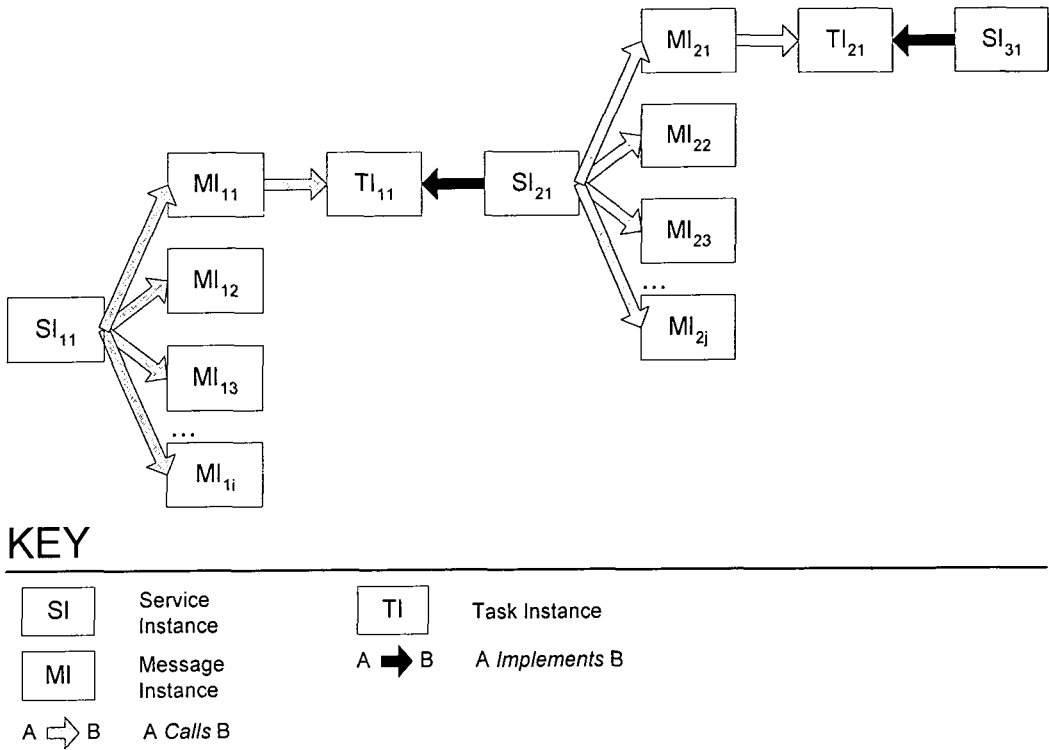 MI21 TI21 SI31
MI22
MI11 TI11 SI21
MI23
MI12
...
MI2j
SI11
MI13
...
MI1i
KEY
SI Service Instance
TI Task Instance
A B A Implements B
MI Message Instance
A B A Calls B